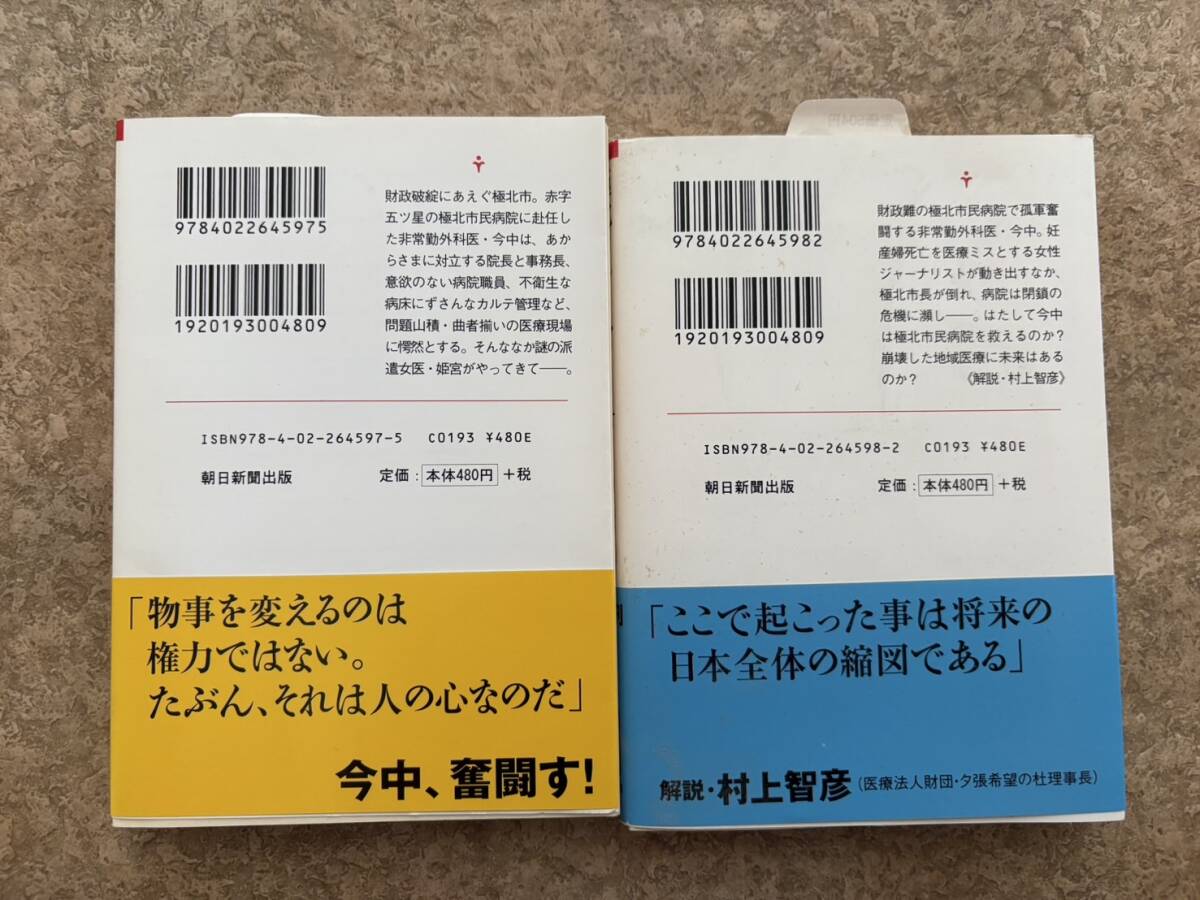 9784022645975
1920193004809
財政破綻にあえぐ極北市。赤字
五ツ星の極北市民病院に赴任し
た非常勤外科医・今中は、あか
らさまに対立する院長と事務長、
意欲のない病院職員、不衛生な
病床にずさんなカルテ管理など、
問題山積・曲者揃いの医療現場
に愕然とする。そんななか謎の派
遣女医・姫宮がやってきて──。
ISBN978-4-02-264597-5 C0193 ¥480E
朝日新聞出版 定価：本体480円＋税
「物事を変えるのは
権力ではない。
たぶん、それは人の心なのだ」
今中、奮闘す！
定価504円
9784022645982
1920193004809
財政難の極北市民病院で孤軍奮
闘する非常勤外科医・今中。妊
産婦死亡を医療ミスとする女性
ジャーナリストが動き出すなか、
極北市長が倒れ、病院は閉鎖の
危機に瀕し──。はたして今中
は極北市民病院を救えるのか？
崩壊した地域医療に未来はある
のか？ 《解説・村上智彦》
ISBN978-4-02-264598-2 C0193 ¥480E
朝日新聞出版 定価：本体480円＋税
「ここで起こった事は将来の
日本全体の縮図である」
解説・村上智彦（医療法人財団・夕張希望の杜理事長）